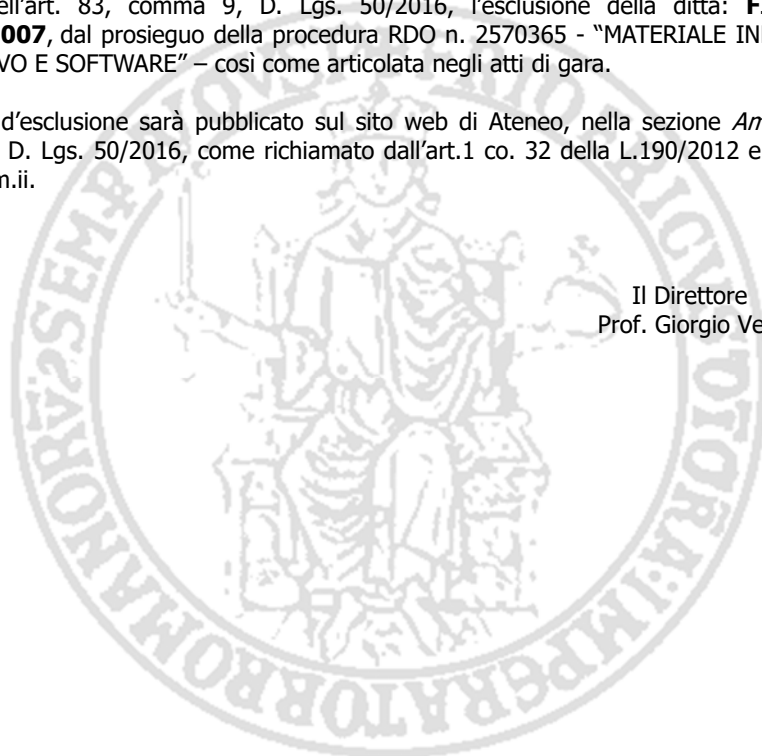 ell'art. 83, comma 9, D. Lgs. 50/2016, l'esclusione della ditta: F.
007, dal prosieguo della procedura RDO n. 2570365 - “MATERIALE IN
VO E SOFTWARE” – così come articolata negli atti di gara.
d'esclusione sarà pubblicato sul sito web di Ateneo, nella sezione Am
D. Lgs. 50/2016, come richiamato dall'art.1 co. 32 della L.190/2012 e
m.ii.
Il Direttore
Prof. Giorgio Ve